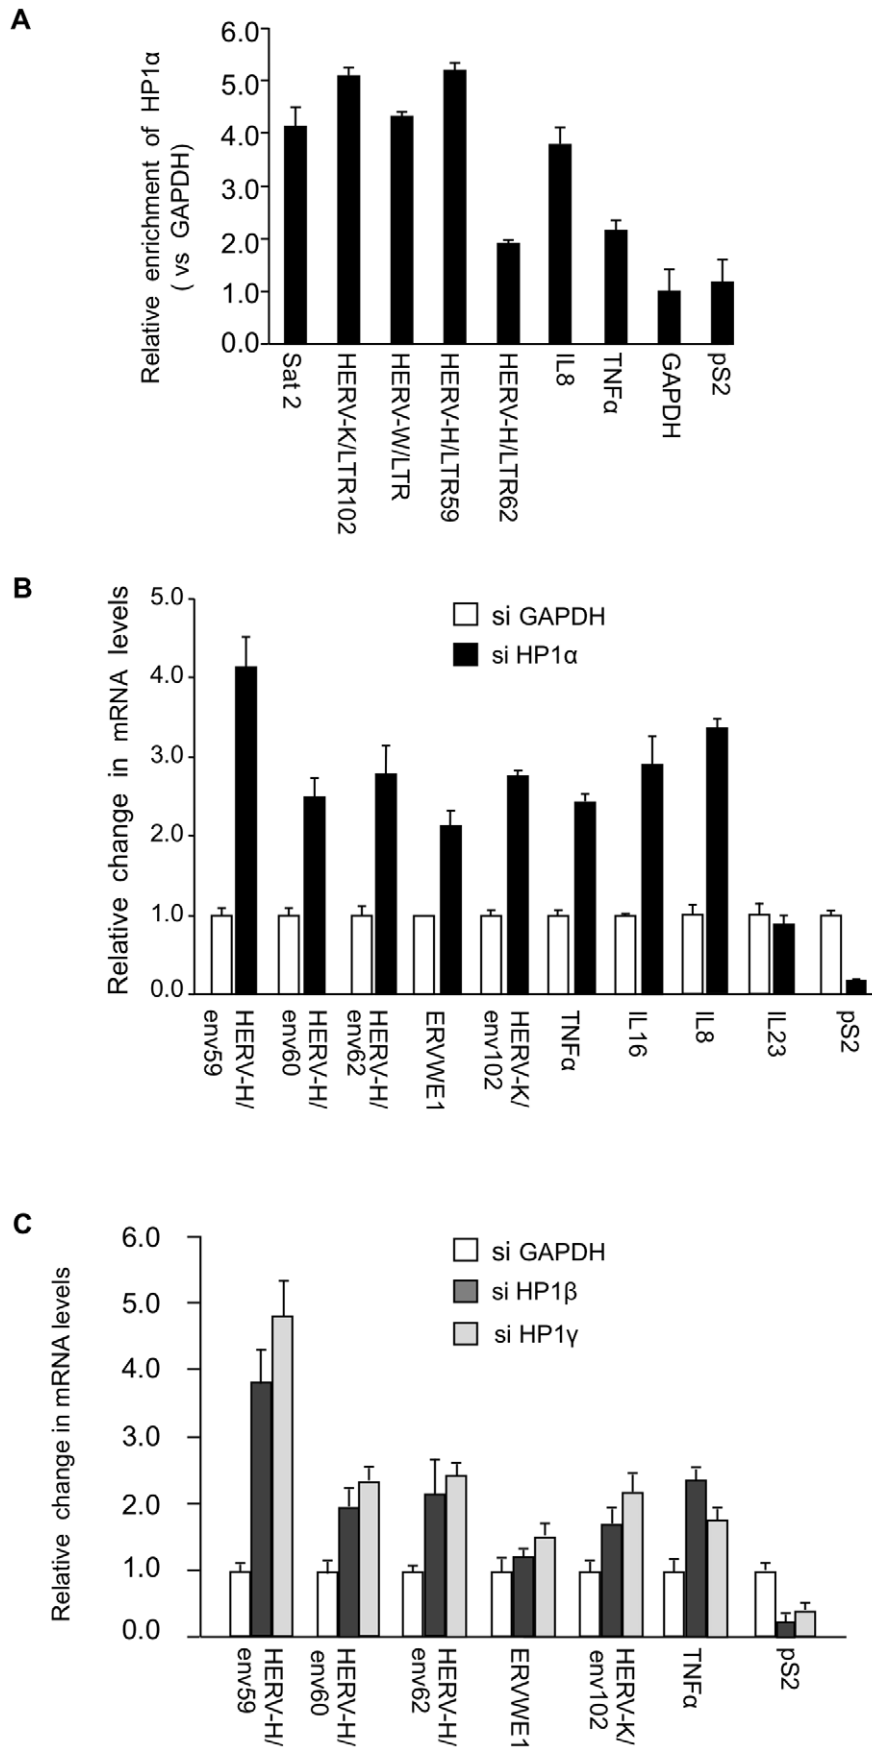 A
Relative enrichment of HP1α
( vs GAPDH)
6.0
5.0
4.0
3.0
2.0
1.0
0.0
Sat 2
HERV-K/LTR102
HERV-W/LTR
HERV-H/LTR59
HERV-H/LTR62
IL8
TNFα
GAPDH
pS2
B
Relative change in mRNA levels
5.0
4.0
3.0
2.0
1.0
0.0
si GAPDH
si HP1α
HERV-H/
env59
HERV-H/
env60
HERV-H/
env62
ERVWE1
HERV-K/
env102
TNFα
IL16
IL8
IL23
pS2
C
Relative change in mRNA levels
6.0
5.0
4.0
3.0
2.0
1.0
0.0
si GAPDH
si HP1β
si HP1γ
HERV-H/
env59
HERV-H/
env60
HERV-H/
env62
ERVWE1
HERV-K/
env102
TNFα
pS2